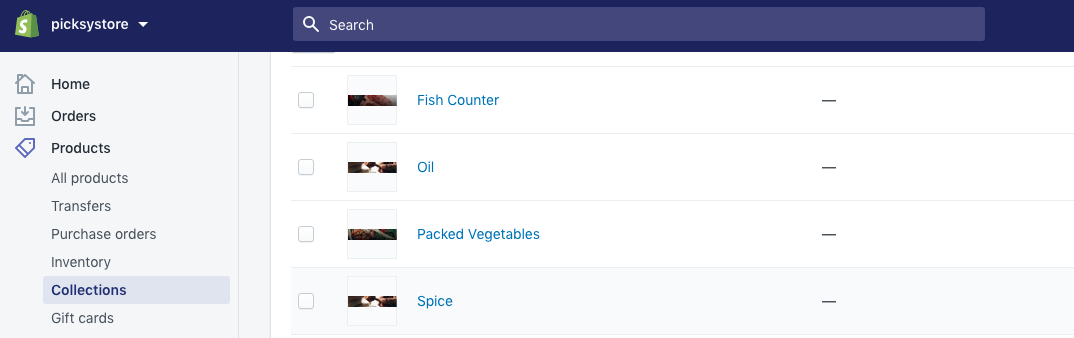 picksystore
Search
Home
Orders
Products
All products
Transfers
Purchase orders
Inventory
Collections
Gift cards
Fish Counter —
Oil —
Packed Vegetables —
Spice —